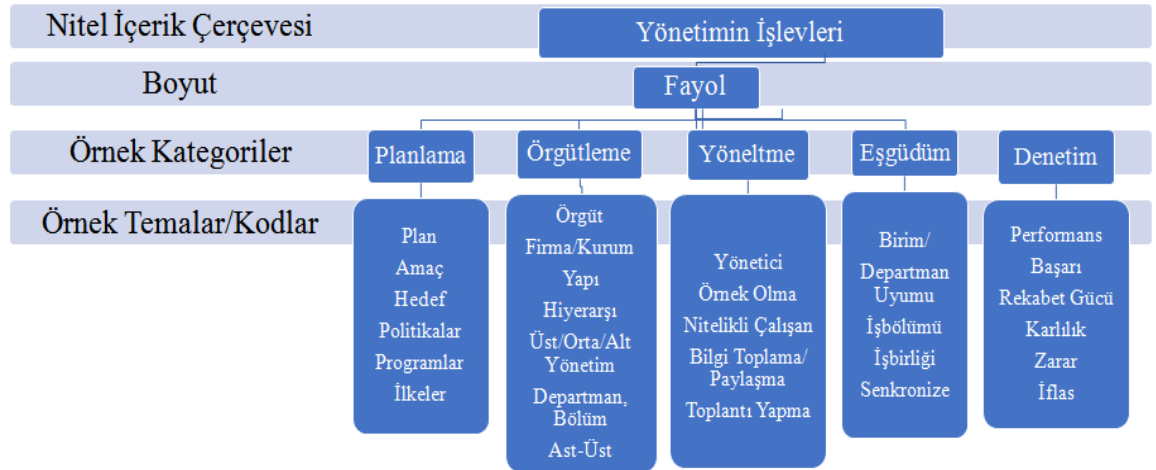 Nitel İçerik Çerçevesi
Yönetimin İşlevleri
Boyut
Fayol
Örnek Kategiriler
Planlama
Örgütleme
Yöneltme
Eşgüdüm
Denetim
Örnek Temalar/Kodlar
Plan
Amaç
Hedef
Politikalar
Programlar
İlkeler
Örgüt
Firma/Kurum
Yapı
Hiyerarşı
Üst/Orta/Alt
Yönetim
Departman,
Bölüm
Ast-Üst
Yönetici
Örnek Olma
Nitelikli Çalışan
Bilgi Toplama/
Paylaşma
Toplantı Yapma
Birim/
Departman
Uyumu
İşbölümü
İşbirliği
Senkronize
Performans
Başarı
Rekabet Gücü
Karlılık
Zarar
İflas